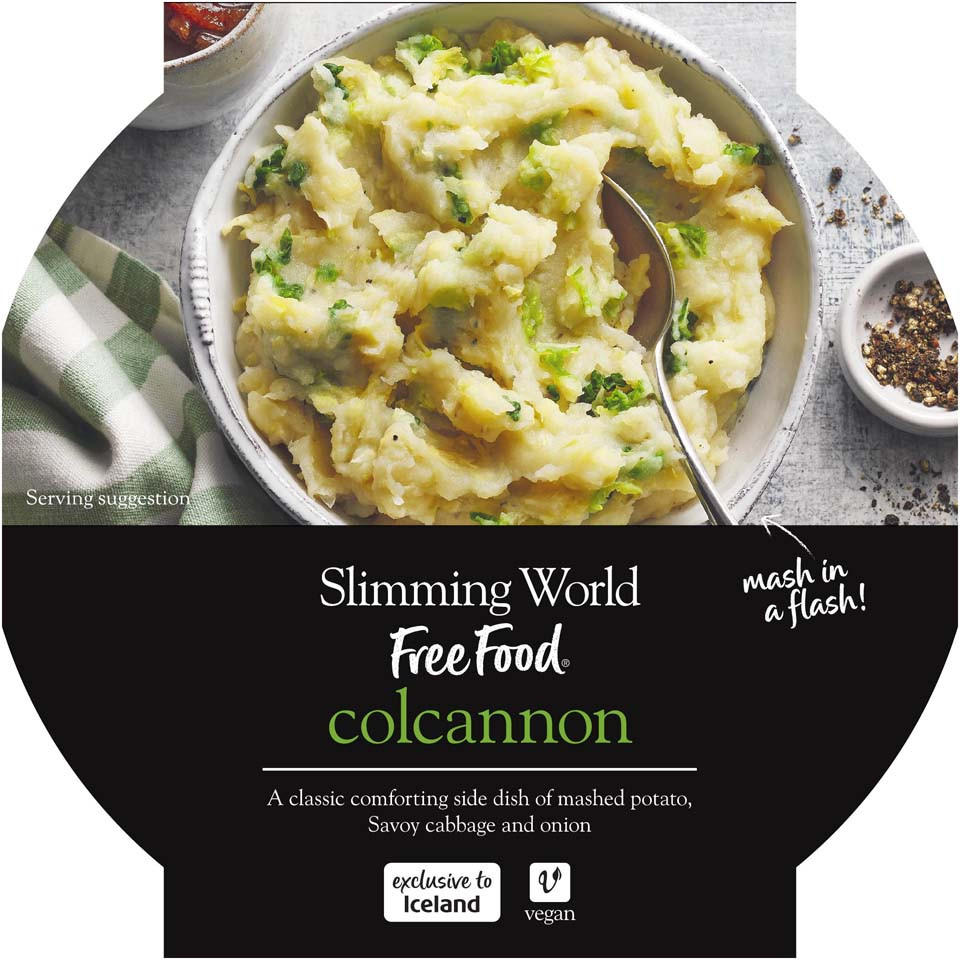 Serving suggestion
mash in
a flash!
Slimming World
Free Food®
colcannon
A classic comforting side dish of mashed potato,
Savoy cabbage and onion
exclusive to
Iceland
V
vegan